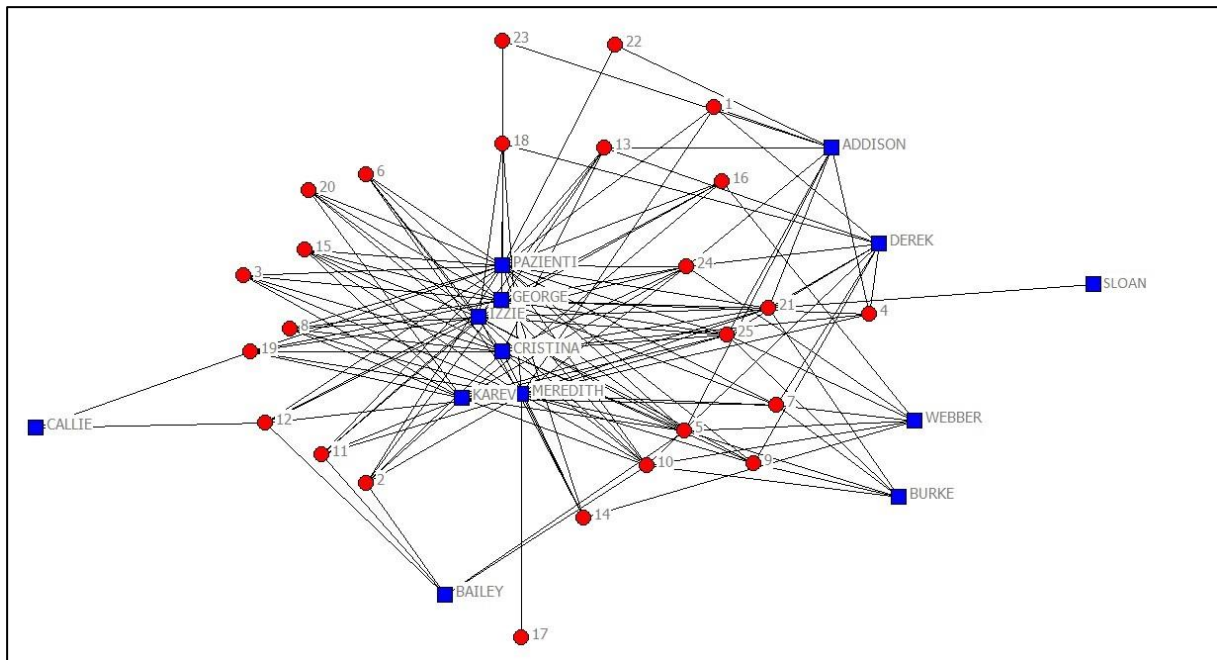 23
22
1
18
13
ADDISON
6
16
20
DEREK
15
PAZIENTI
24
3
SLOAN
GEORGE
21
4
IZZIE
8
25
19
CRISTINA
MEREDITH
KAREV
7
12
WEBBER
CALLIE
5
11
9
10
2
BURKE
14
BAILEY
17